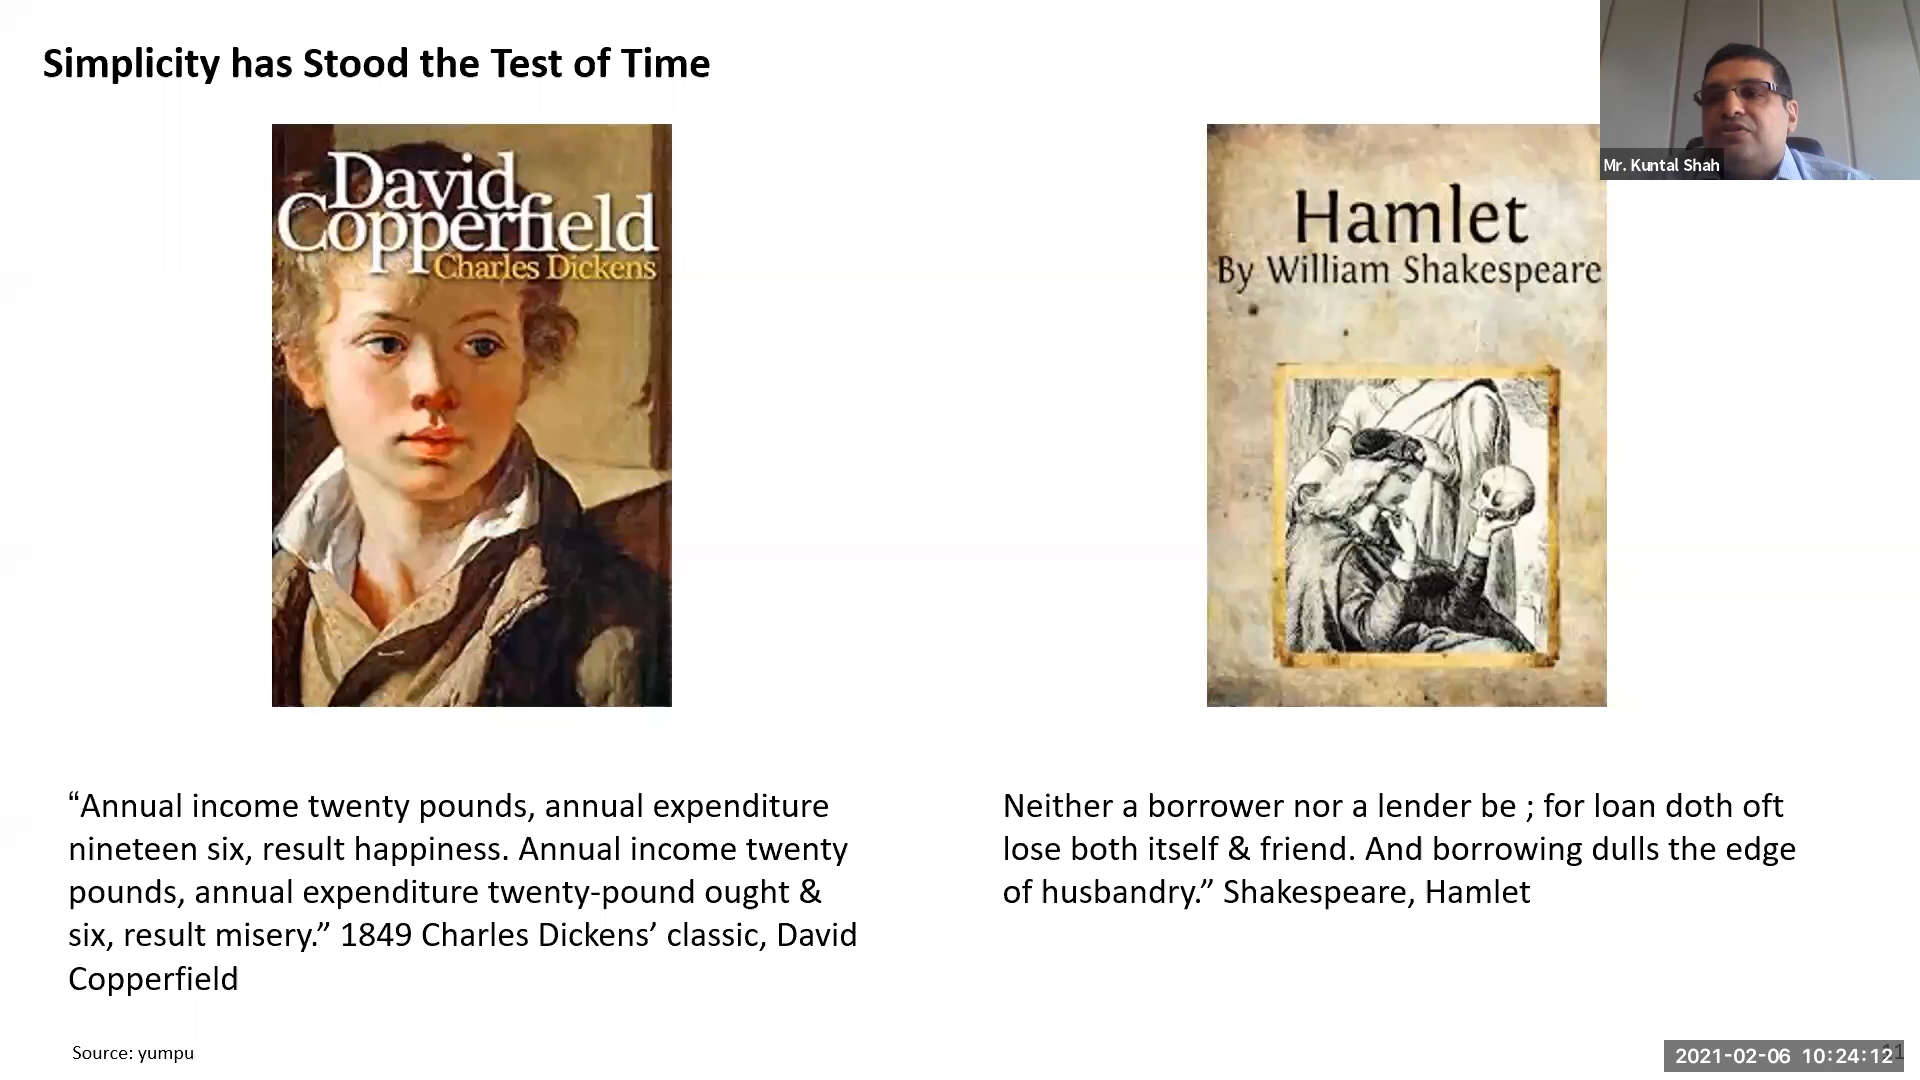 Simplicity has Stood the Test of Time
Mr. Kuntal Shah
David
Copperfield
Charles Dickens
Hamlet
By William Shakespeare
“Annual income twenty pounds, annual expenditure
nineteen six, result happiness. Annual income twenty
pounds, annual expenditure twenty-pound ought &
six, result misery.” 1849 Charles Dickens’ classic, David
Copperfield
Neither a borrower nor a lender be ; for loan doth oft
lose both itself & friend. And borrowing dulls the edge
of husbandry.” Shakespeare, Hamlet
Source: yumpu
2021-02-06 10:24:12
11